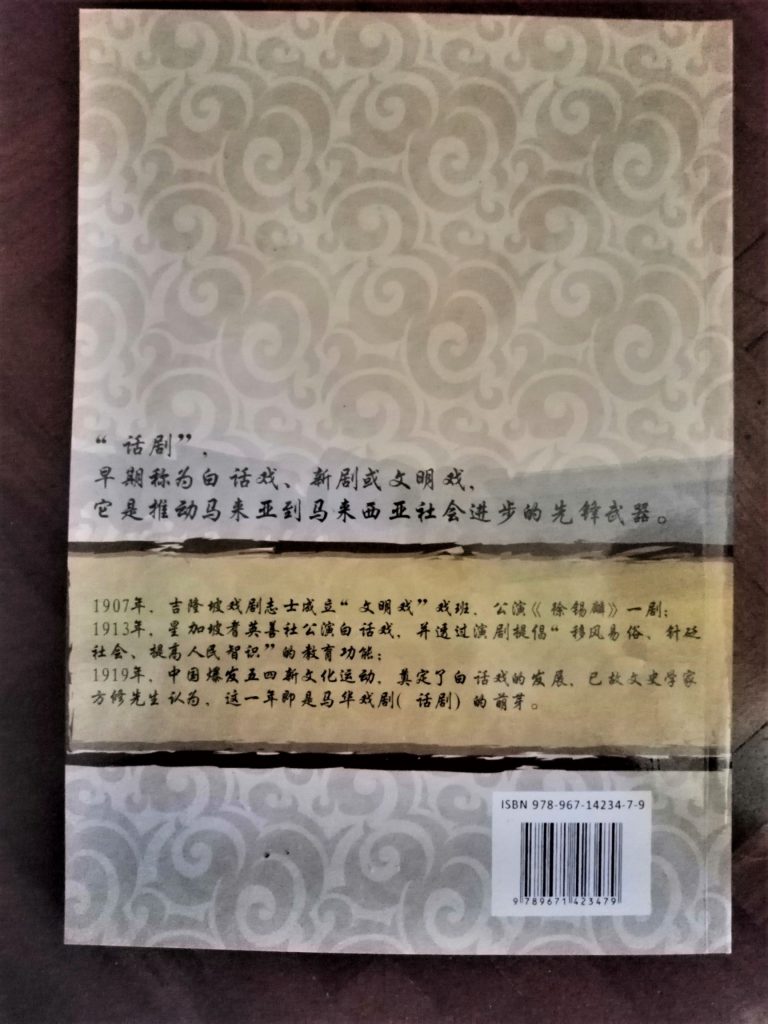 “话剧”，
早期称为白话戏、新剧或文明戏，
它是推动马来亚到马来西亚社会进步的先锋武器。
1907年，吉隆坡戏剧志士成立“文明戏”戏班，公演《徐锡麟》一剧；
1913年，星加坡者英善社公演白话戏，并透过演剧提倡“移风易俗、针砭
社会、提高人民智识”的教育功能；
1919年，中国爆发五四新文化运动，奠定了白话戏的发展，已故文史学家
方修先生认为，这一年即是马华戏剧(话剧)的萌芽。
ISBN 978-967-14234-7-9
9 789671 423479